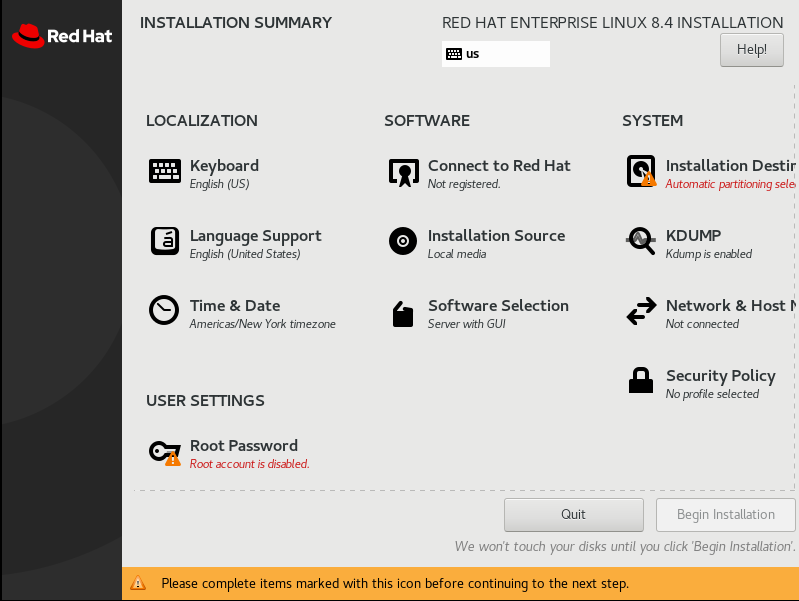 Red Hat
INSTALLATION SUMMARY
RED HAT ENTERPRISE LINUX 8.4 INSTALLATION
us
Help!
LOCALIZATION
Keyboard
English (US)
Language Support
English (United States)
Time & Date
Americas/New York timezone
USER SETTINGS
Root Password
Root account is disabled.
SOFTWARE
Connect to Red Hat
Not registered.
Installation Source
Local media
Software Selection
Server with GUI
SYSTEM
Installation Destin
Automatic partitioning sele
KDUMP
Kdump is enabled
Network & Host N
Not connected
Security Policy
No profile selected
Quit
Begin Installation
We won't touch your disks until you click 'Begin Installation'.
Please complete items marked with this icon before continuing to the next step.